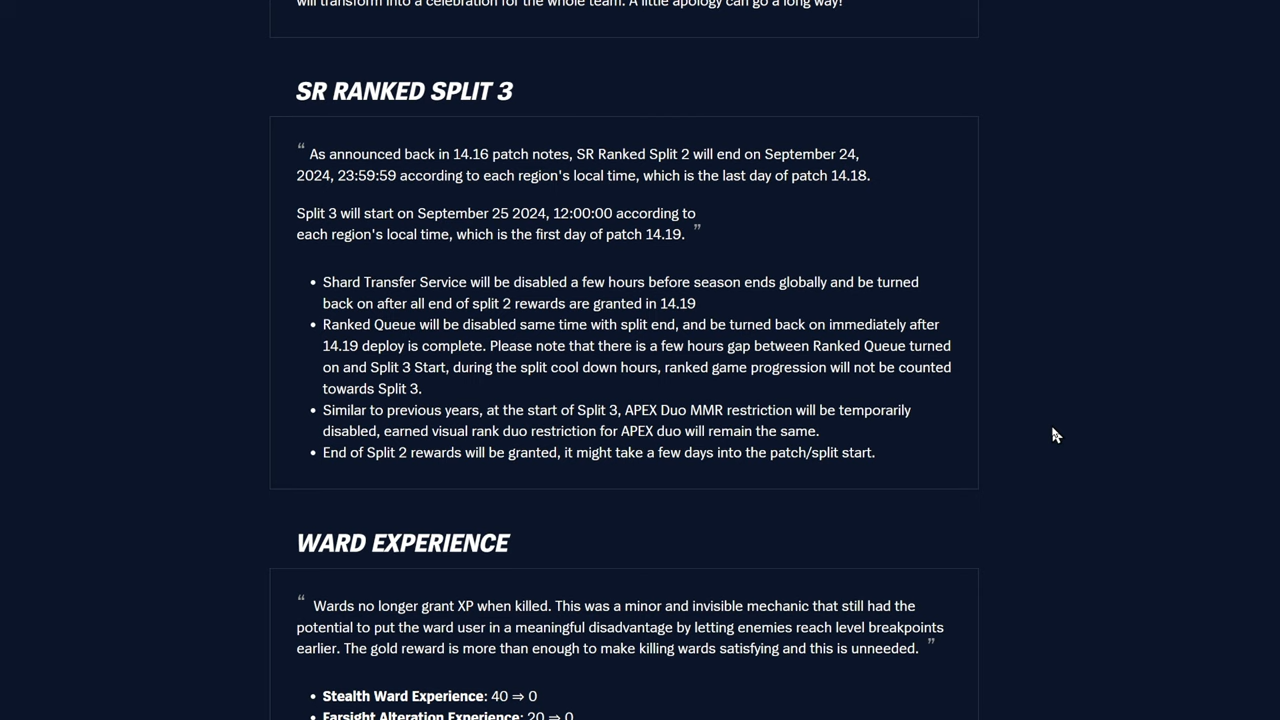 will transform into a celebration for the whole team. A little apology can go a long way!
SR RANKED SPLIT 3
“ As announced back in 14.16 patch notes, SR Ranked Split 2 will end on September 24,
2024, 23:59:59 according to each region's local time, which is the last day of patch 14.18.
Split 3 will start on September 25 2024, 12:00:00 according to
each region's local time, which is the first day of patch 14.19. ”
• Shard Transfer Service will be disabled a few hours before season ends globally and be turned
back on after all end of split 2 rewards are granted in 14.19
• Ranked Queue will be disabled same time with split end, and be turned back on immediately after
14.19 deploy is complete. Please note that there is a few hours gap between Ranked Queue turned
on and Split 3 Start, during the split cool down hours, ranked game progression will not be counted
towards Split 3.
• Similar to previous years, at the start of Split 3, APEX Duo MMR restriction will be temporarily
disabled, earned visual rank duo restriction for APEX duo will remain the same.
• End of Split 2 rewards will be granted, it might take a few days into the patch/split start.
WARD EXPERIENCE
“ Wards no longer grant XP when killed. This was a minor and invisible mechanic that still had the
potential to put the ward user in a meaningful disadvantage by letting enemies reach level breakpoints
earlier. The gold reward is more than enough to make killing wards satisfying and this is unneeded. ”
• Stealth Ward Experience: 40 ⇒ 0
• Farsight Alteration Experience: 20 ⇒ 0